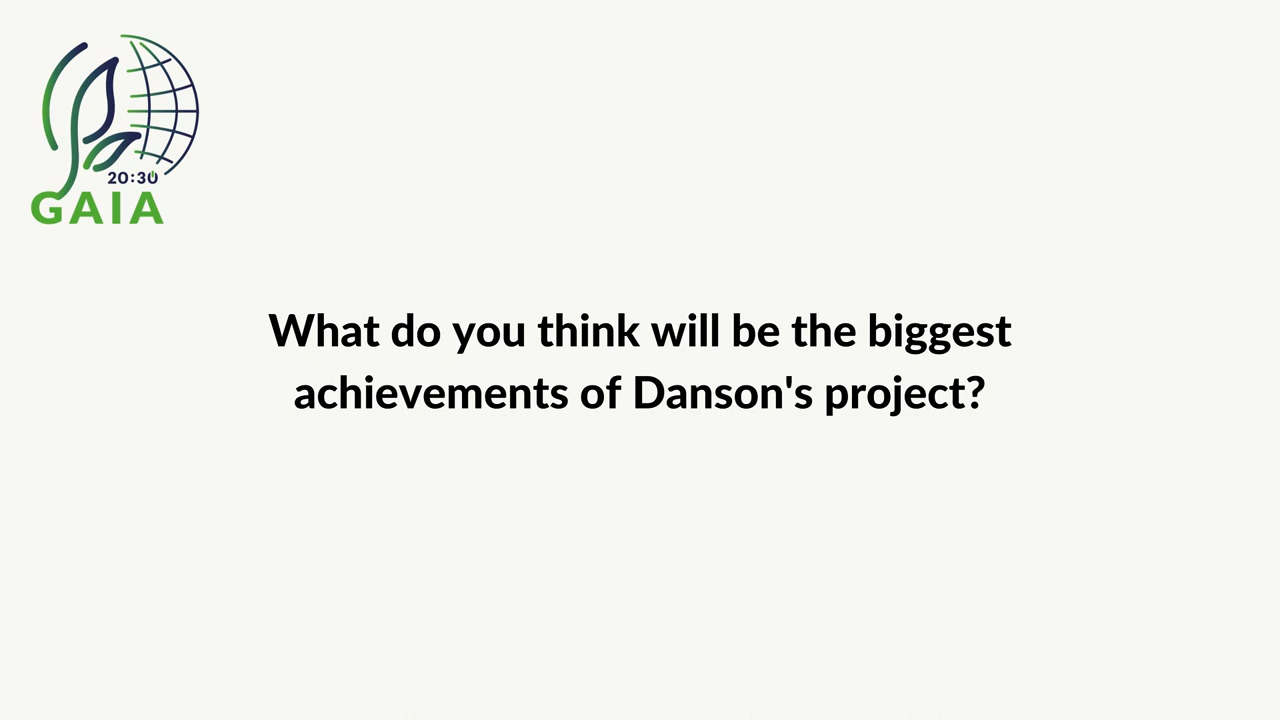 20:30
GAIA
What do you think will be the biggest
achievements of Danson's project?